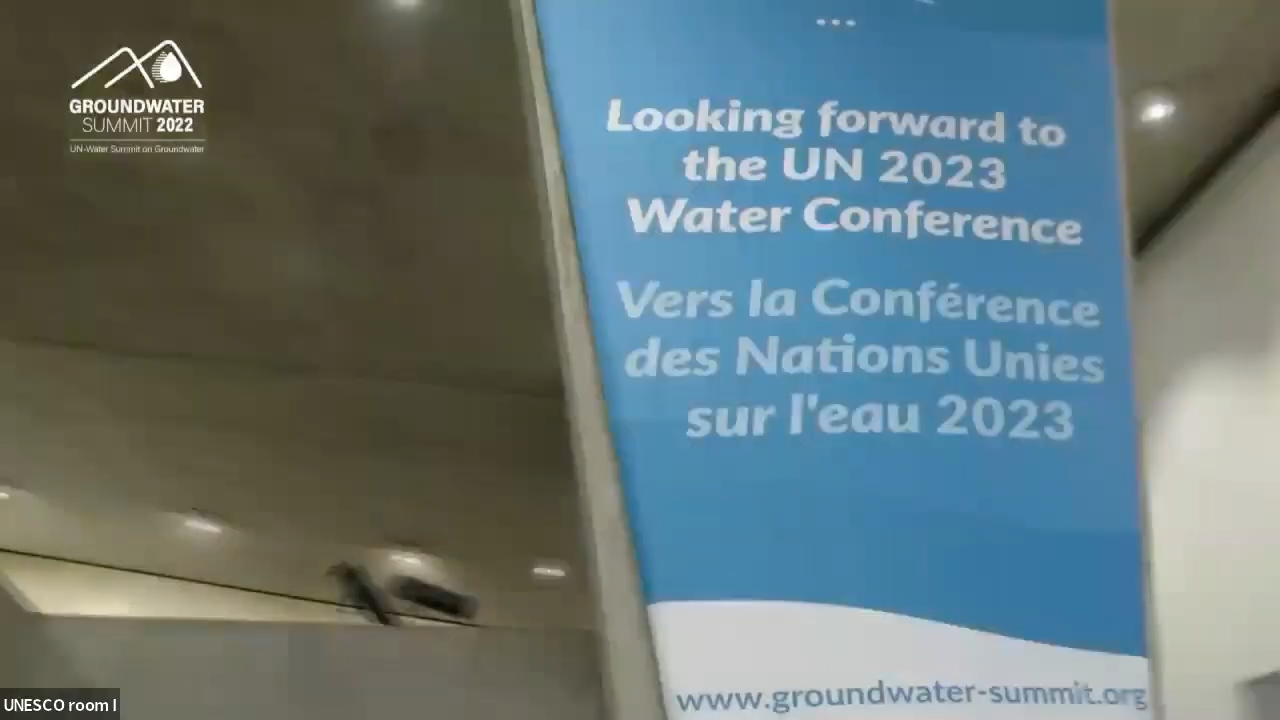 GROUNDWATER
SUMMIT 2022
UN-Water Summit on Groundwater
Looking forward to
the UN 2023
Water Conference
Vers la Conférence
des Nations Unies
sur l'eau 2023
www.groundwater-summit.org
UNESCO room I